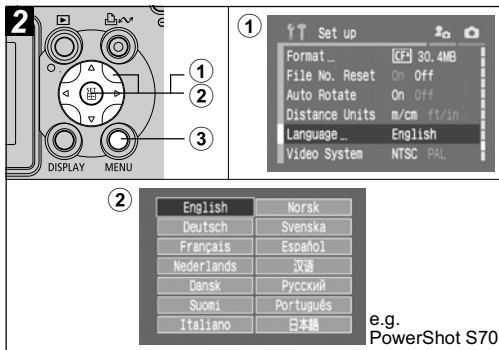 2
SET
DISPLAY
MENU
1
2
3
1
Set up
Format... CF 30.4MB
File No. Reset On Off
Auto Rotate On Off
Distance Units m/cm ft/in
Language... English
Video System NTSC PAL
2
English Norsk
Deutsch Svenska
Français Español
Nederlands 汉语
Dansk Русский
Suomi Português
Italiano 日本語
e.g.
PowerShot S70